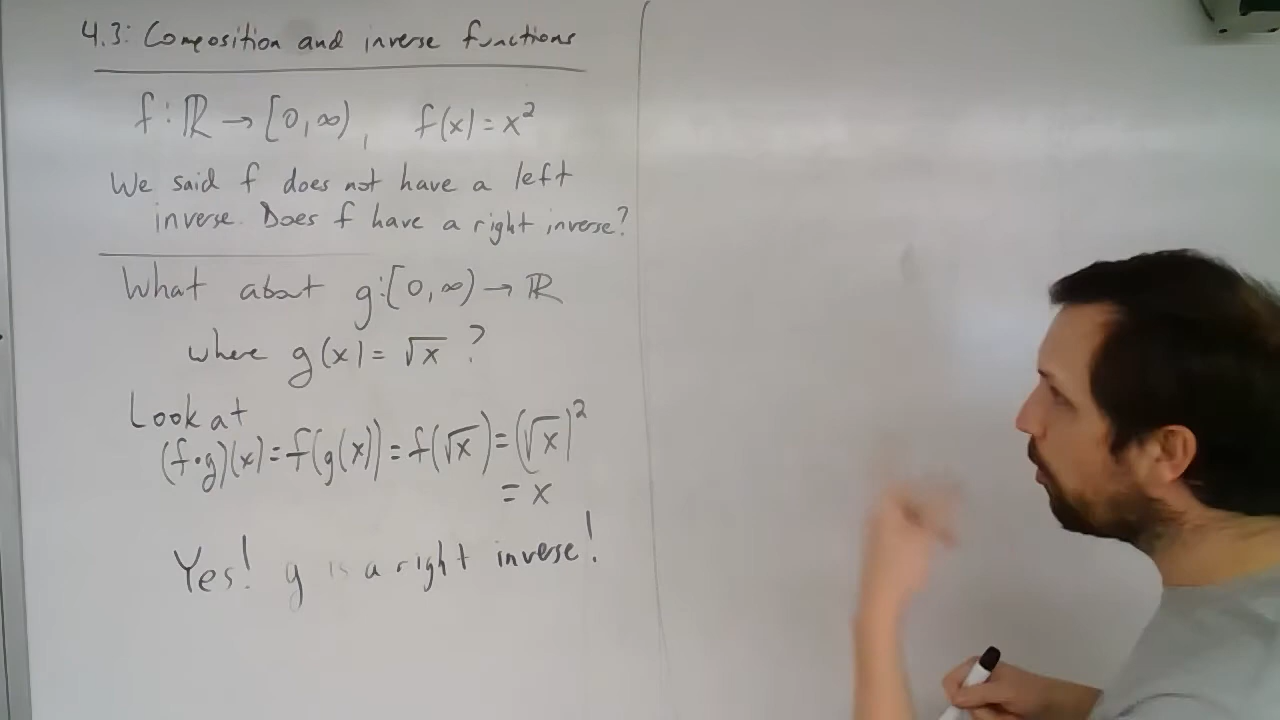 4.3: Composition and inverse functions
f : ℝ → [0, ∞), f(x) = x²
We said f does not have a left
inverse. Does f have a right inverse?
What about g : [0, ∞) → ℝ
where g(x) = √x ?
Look at
(f∘g)(x) = f(g(x)) = f(√x) = (√x)²
= x
Yes! g is a right inverse!